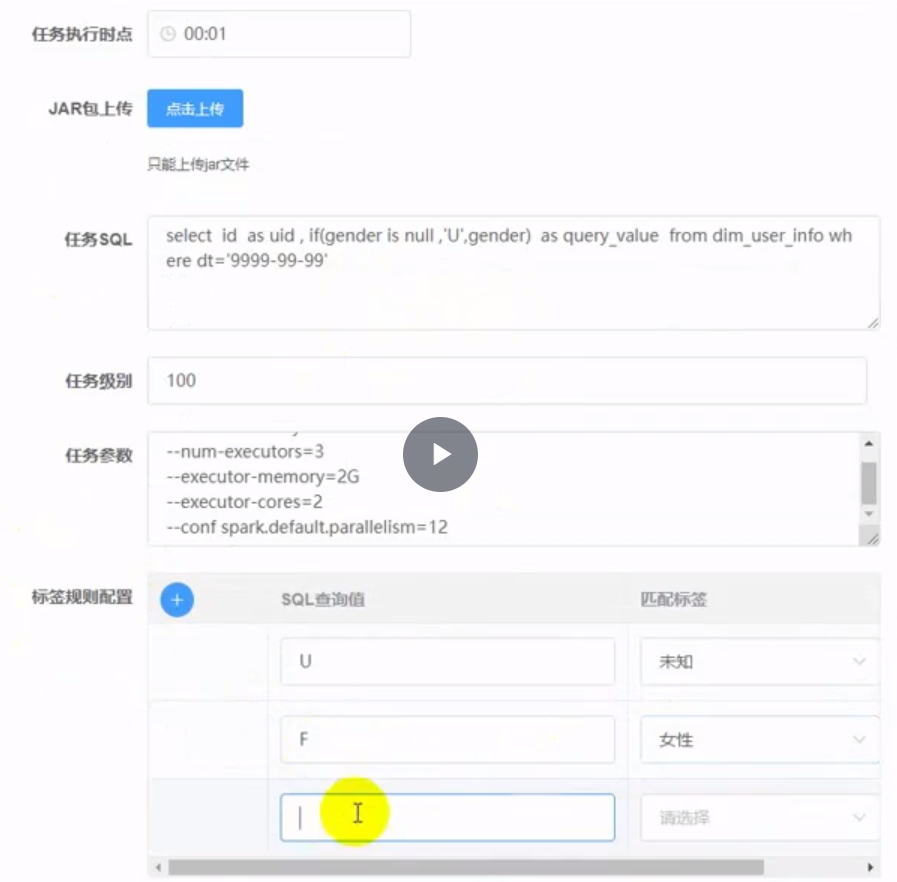 任务执行时点
00:01
JAR包上传
点击上传
只能上传jar文件
任务SQL
select id as uid , if(gender is null ,'U',gender) as query_value from dim_user_info wh
ere dt='9999-99-99'
任务级别
100
任务参数
--num-executors=3
--executor-memory=2G
--executor-cores=2
--conf spark.default.parallelism=12
标签规则配置
+
SQL查询值
匹配标签
U
未知
F
女性
请选择